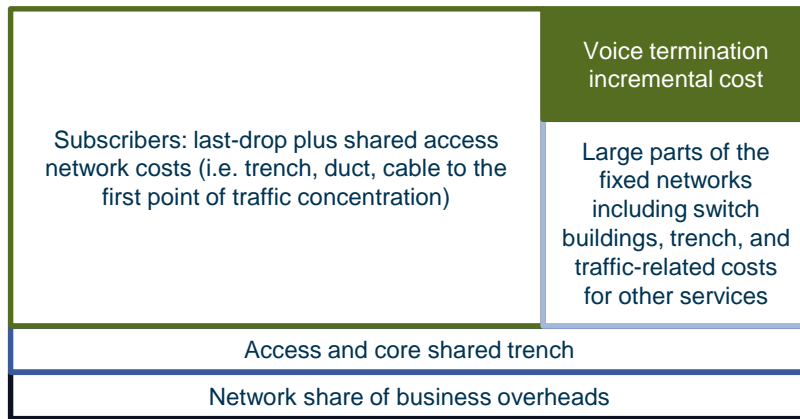 Voice termination
incremental cost
Subscribers: last-drop plus shared access
network costs (i.e. trench, duct, cable to the
first point of traffic concentration)
Large parts of the
fixed networks
including switch
buildings, trench, and
traffic-related costs
for other services
Access and core shared trench
Network share of business overheads